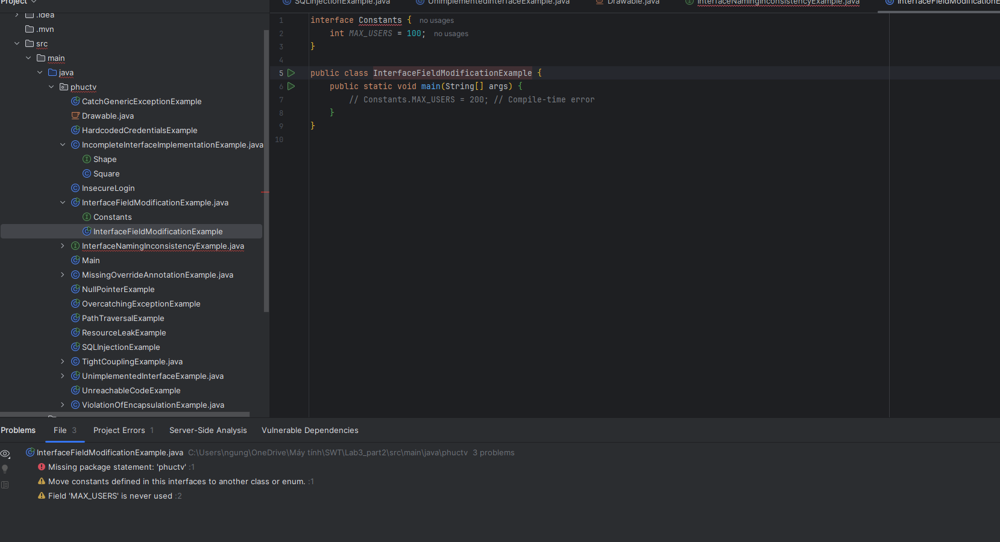 Project
SQLInjectionExample.java UnimplementedInterfaceExample.java Drawable.java InterfaceNamingInconsistencyExample.java InterfaceFieldModificationE
.idea
.mvn
src
main
java
phuctv
CatchGenericExceptionExample
Drawable.java
HardcodedCredentialsExample
IncompleteInterfaceImplementationExample.java
Shape
Square
InsecureLogin
InterfaceFieldModificationExample.java
Constants
InterfaceFieldModificationExample
InterfaceNamingInconsistencyExample.java
Main
MissingOverrideAnnotationExample.java
NullPointerExample
OvercatchingExceptionExample
PathTraversalExample
ResourceLeakExample
SQLInjectionExample
TightCouplingExample.java
UnimplementedInterfaceExample.java
UnreachableCodeExample
ViolationOfEncapsulationExample.java
1 interface Constants { no usages
2 int MAX_USERS = 100; no usages
3 }
4
5 public class InterfaceFieldModificationExample {
6 public static void main(String[] args) {
7 // Constants.MAX_USERS = 200; // Compile-time error
8 }
9 }
10
Problems File 3 Project Errors 1 Server-Side Analysis Vulnerable Dependencies
InterfaceFieldModificationExample.java C:\Users\ngung\OneDrive\Máy tính\SWT\Lab3_part2\src\main\java\phuctv 3 problems
Missing package statement: 'phuctv' :1
Move constants defined in this interfaces to another class or enum. :1
Field 'MAX_USERS' is never used :2